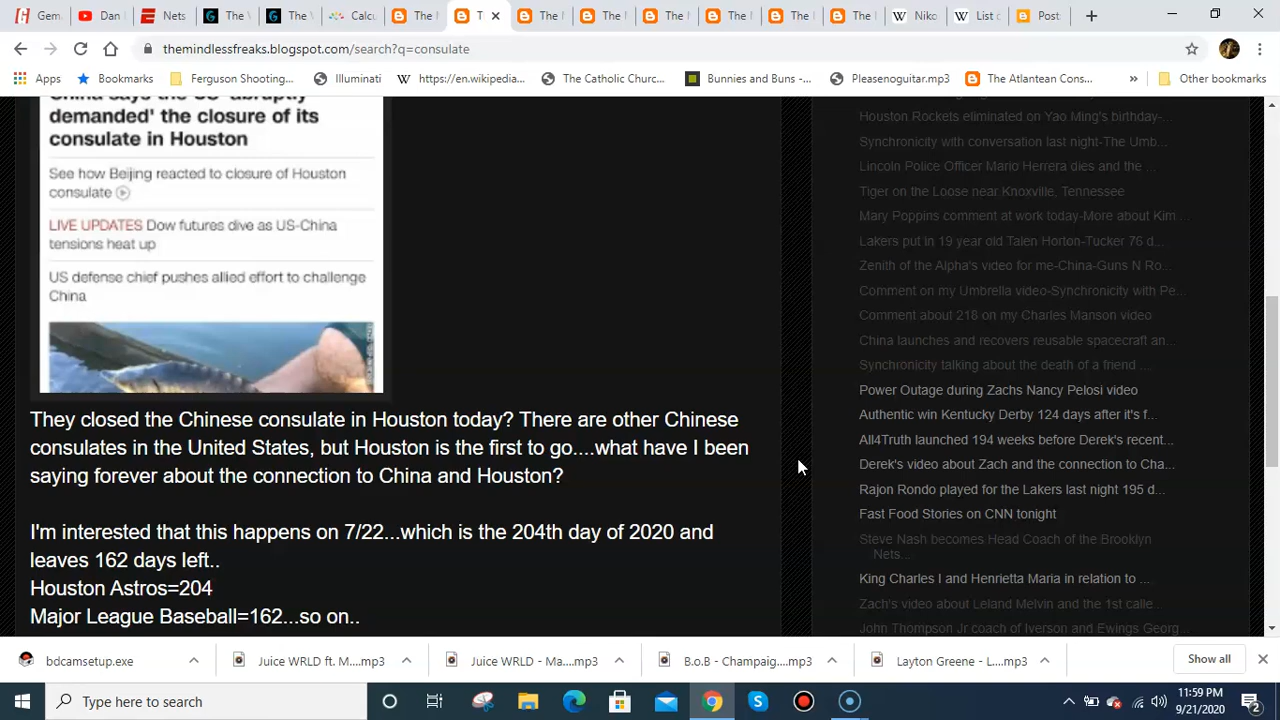 Gem
Dan
Nets
The V
The V
Calcu
The M
T
The M
The
The
The
The
The
Niko
List o
Post
themindlessfreaks.blogspot.com/search?q=consulate
Apps
Bookmarks
Ferguson Shooting...
Illuminati
https://en.wikipedia...
The Catholic Churc...
Bunnies and Buns -...
Pleasenoguitar.mp3
The Atlantean Cons...
Other bookmarks
China says the US 'abruptly
demanded' the closure of its
consulate in Houston
See how Beijing reacted to closure of Houston
consulate
LIVE UPDATES Dow futures dive as US-China
tensions heat up
US defense chief pushes allied effort to challenge
China
They closed the Chinese consulate in Houston today? There are other Chinese
consulates in the United States, but Houston is the first to go....what have I been
saying forever about the connection to China and Houston?
I'm interested that this happens on 7/22...which is the 204th day of 2020 and
leaves 162 days left..
Houston Astros=204
Major League Baseball=162...so on..
Houston Rockets eliminated on Yao Ming's birthday-...
Synchronicity with conversation last night-The Umb...
Lincoln Police Officer Mario Herrera dies and the ...
Tiger on the Loose near Knoxville, Tennessee
Mary Poppins comment at work today-More about Kim ...
Lakers put in 19 year old Talen Horton-Tucker 76 d...
Zenith of the Alpha's video for me-China-Guns N Ro...
Comment on my Umbrella video-Synchronicity with Pe...
Comment about 218 on my Charles Manson video
China launches and recovers reusable spacecraft an...
Synchronicity talking about the death of a friend ...
Power Outage during Zachs Nancy Pelosi video
Authentic win Kentucky Derby 124 days after it's f...
All4Truth launched 194 weeks before Derek's recent...
Derek's video about Zach and the connection to Cha...
Rajon Rondo played for the Lakers last night 195 d...
Fast Food Stories on CNN tonight
Steve Nash becomes Head Coach of the Brooklyn
Nets...
King Charles I and Henrietta Maria in relation to ...
Zach's video about Leland Melvin and the 1st calle...
John Thompson Jr coach of Iverson and Ewings Georg...
bdcamsetup.exe
Juice WRLD ft. M....mp3
Juice WRLD - Ma....mp3
B.o.B - Champaig....mp3
Layton Greene - L....mp3
Show all
Type here to search
11:59 PM
9/21/2020
2